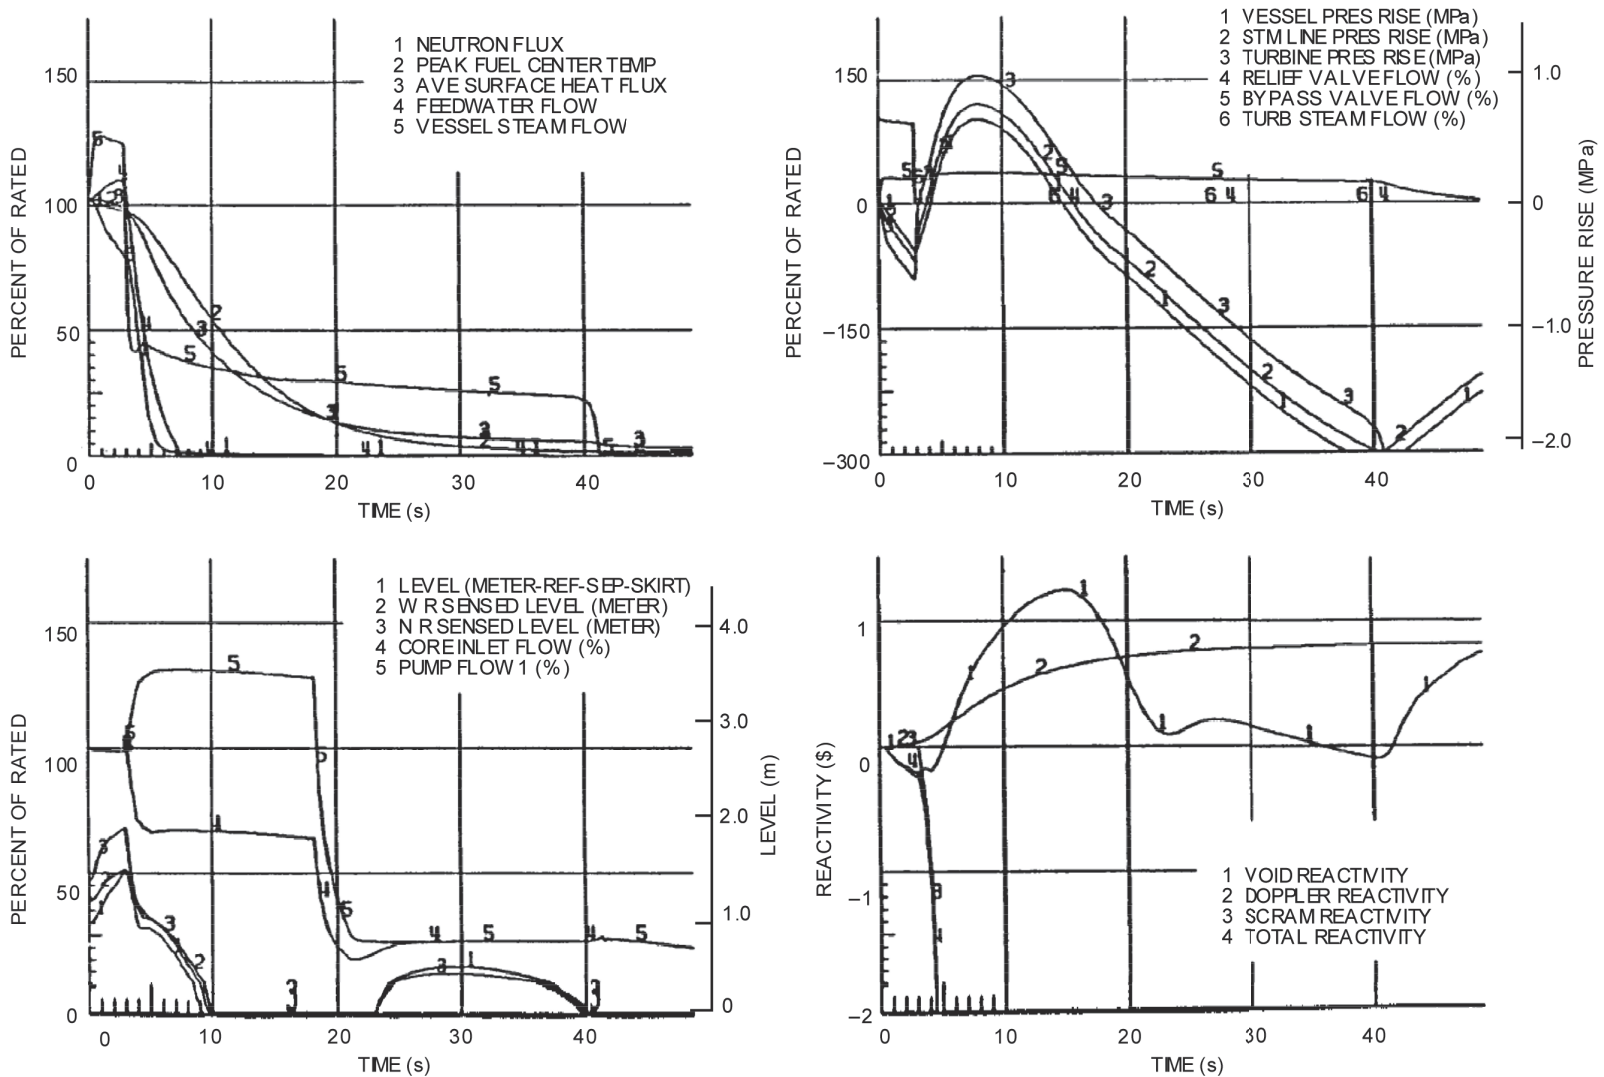 1 NEUTRON FLUX
2 PEAK FUEL CENTER TEMP
3 AVE SURFACE HEAT FLUX
4 FEEDWATER FLOW
5 VESSEL STEAM FLOW
PERCENT OF RATED
150
100
50
0
0 10 20 30 40
TIME (s)
1 VESSEL PRES RISE (MPa)
2 STM LINE PRES RISE (MPa)
3 TURBINE PRES RISE (MPa)
4 RELIEF VALVE FLOW (%)
5 BYPASS VALVE FLOW (%)
6 TURB STEAM FLOW (%)
PERCENT OF RATED
150
0
–150
–300
0 10 20 30 40
TIME (s)
1.0
0
–1.0
–2.0
PRESSURE RISE (MPa)
1 LEVEL (METER-REF-SEP-SKIRT)
2 W R SENSED LEVEL (METER)
3 N R SENSED LEVEL (METER)
4 CORE INLET FLOW (%)
5 PUMP FLOW 1 (%)
PERCENT OF RATED
150
100
50
0
0 10 20 30 40
TIME (s)
4.0
3.0
2.0
1.0
0
LEVEL (m)
REACTIVITY ($)
1
0
–1
–2
1 VOID REACTIVITY
2 DOPPLER REACTIVITY
3 SCRAM REACTIVITY
4 TOTAL REACTIVITY
10 20 30 40
TIME (s)